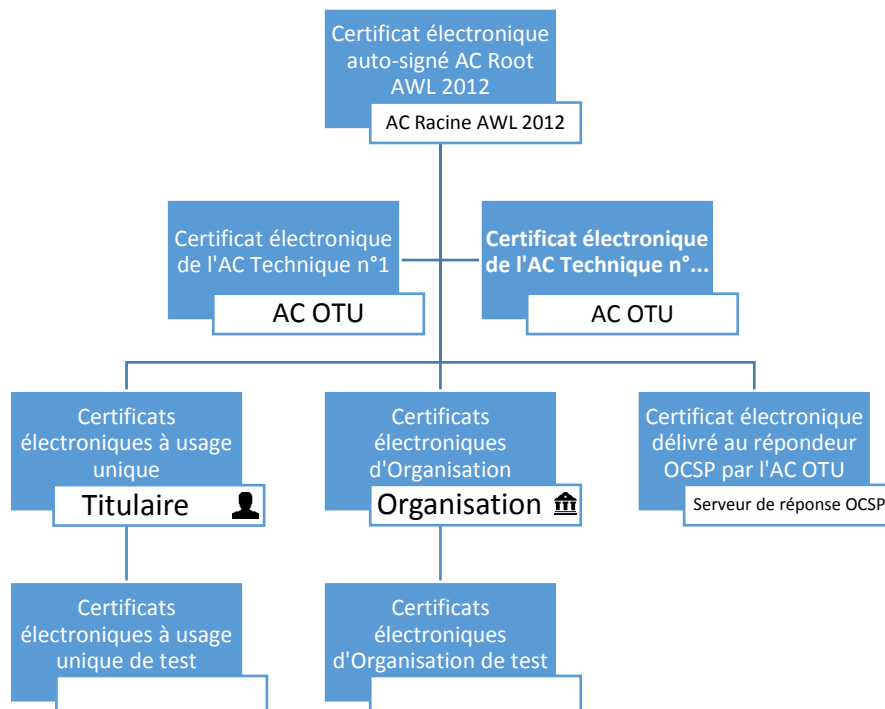 Certificat électronique
auto-signé AC Root
AWL 2012
AC Racine AWL 2012
Certificat électronique
de l'AC Technique n°1
AC OTU
Certificat électronique
de l'AC Technique n°...
AC OTU
Certificats
électroniques à usage
unique
Titulaire
Certificats
électroniques
d'Organisation
Organisation
Certificat électronique
délivré au répondeur
OCSP par l'AC OTU
Serveur de réponse OCSP
Certificats
électroniques à usage
unique de test
Certificats
électroniques
d'Organisation de test